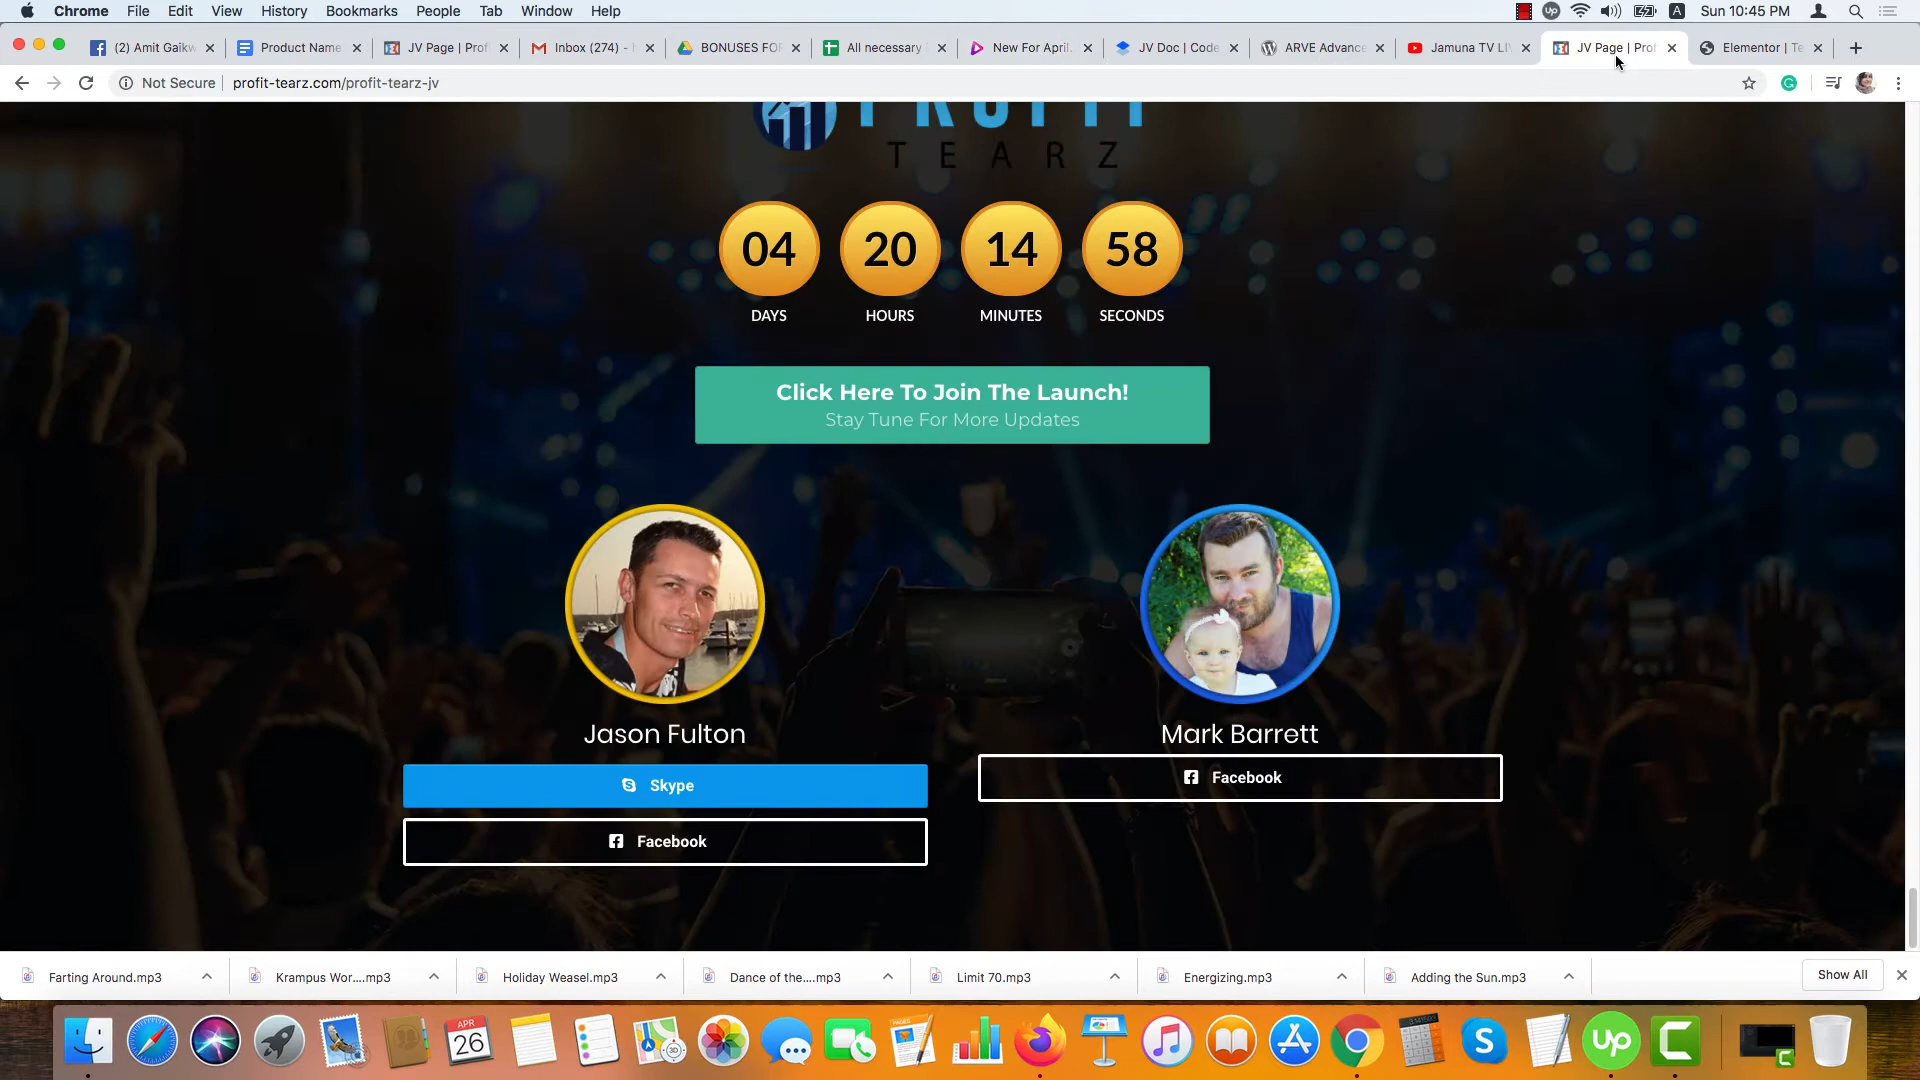 Chrome File Edit View History Bookmarks People Tab Window Help
Sun 10:45 PM
(2) Amit Gaikw
Product Name
JV Page | Prof
Inbox (274) -
BONUSES FO
All necessary
New For April.
JV Doc | Code
ARVE Advance
Jamuna TV LI
JV Page | Prof
Elementor | Te
Not Secure profit-tearz.com/profit-tearz-jv
PROFIT
TEARZ
04 20 14 58
DAYS HOURS MINUTES SECONDS
Click Here To Join The Launch!
Stay Tune For More Updates
Jason Fulton
Mark Barrett
Skype
Facebook
Facebook
Farting Around.mp3
Krampus Wor....mp3
Holiday Weasel.mp3
Dance of the....mp3
Limit 70.mp3
Energizing.mp3
Adding the Sun.mp3
Show All
APR
26
PAGES
up